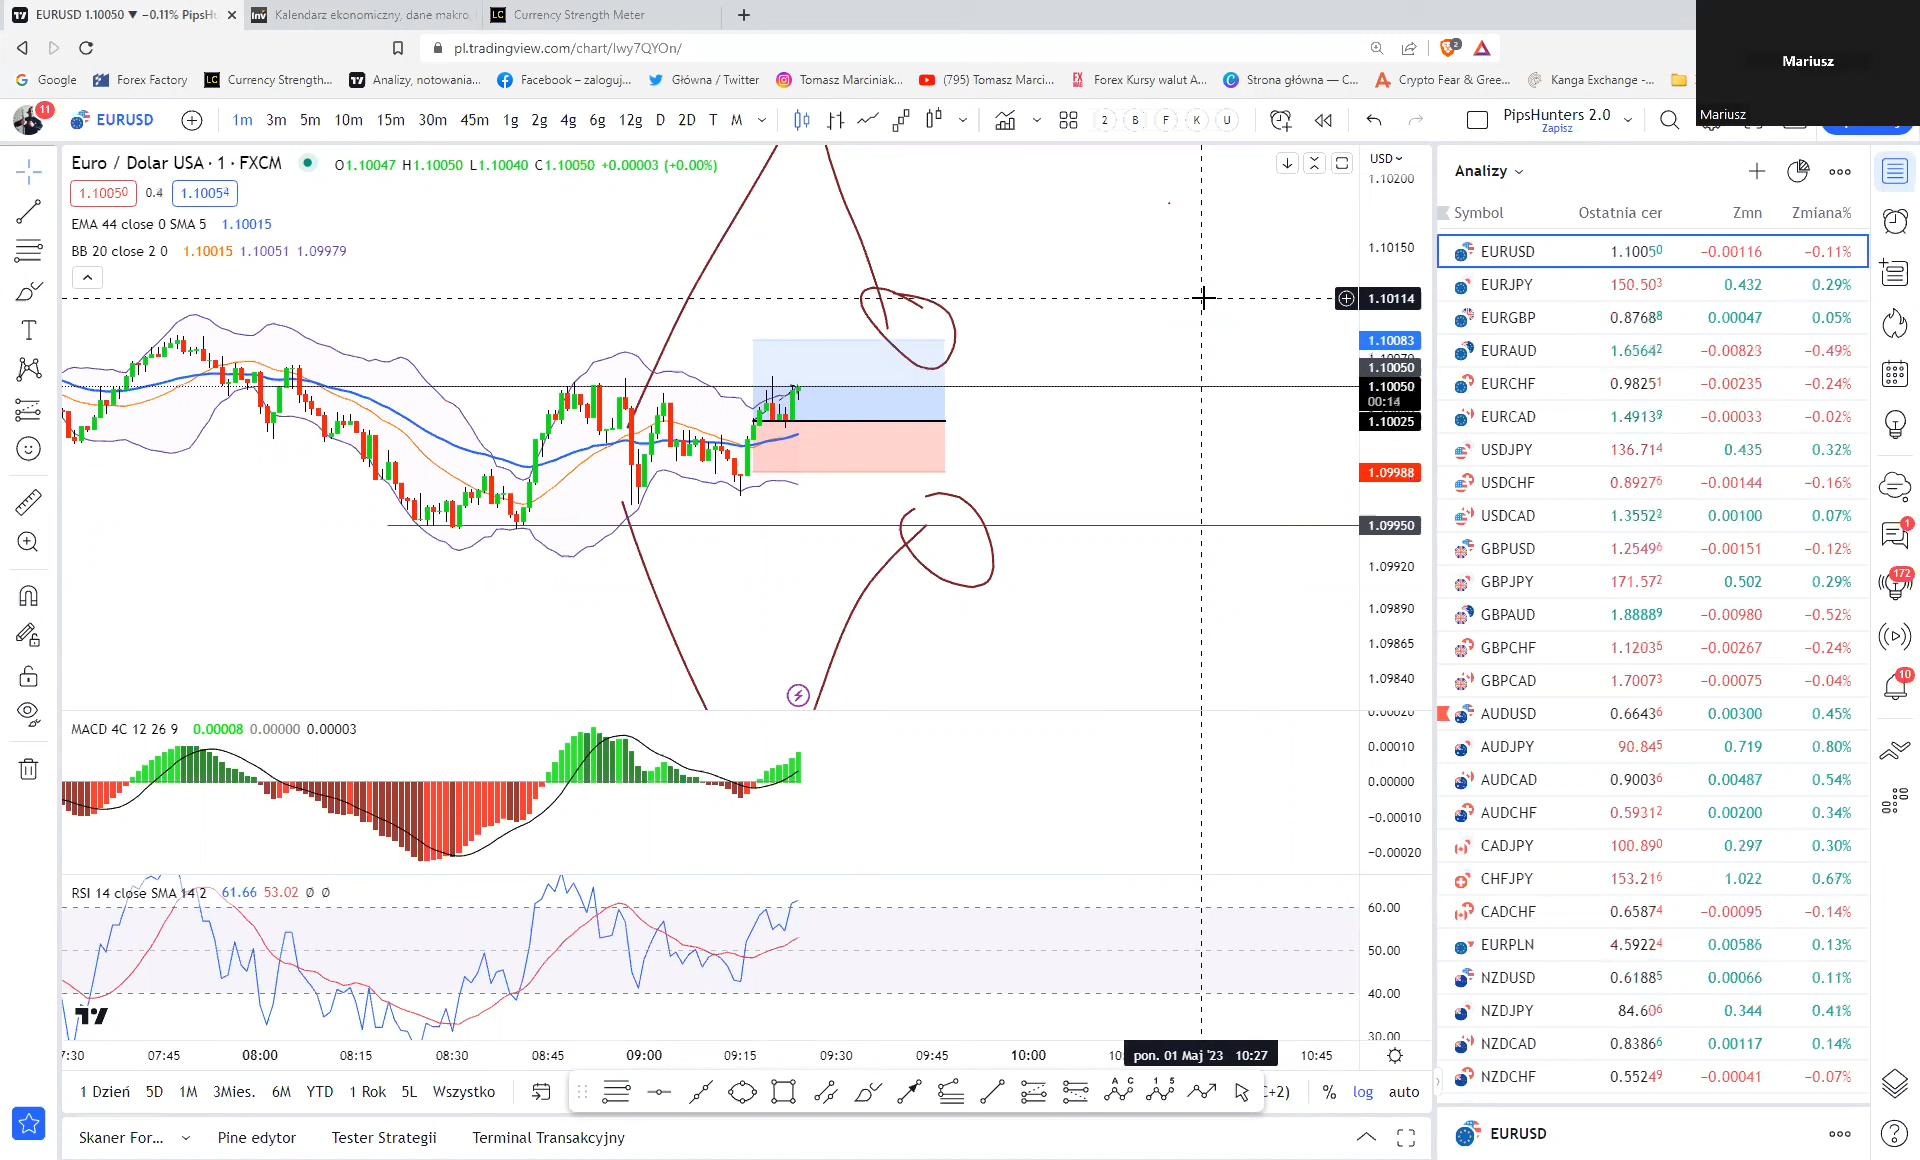 EURUSD 1.10050 ▼ −0.11% PipsHu
Kalendarz ekonomiczny, dane makro,
Currency Strength Meter
pl.tradingview.com/chart/lwy7QYOn/
2
Google
Forex Factory
Currency Strength...
Analizy, notowania...
Facebook – zaloguj...
Główna / Twitter
Tomasz Marciniak...
(795) Tomasz Marci...
Forex Kursy walut A...
Strona główna — C...
Crypto Fear & Gree...
Kanga Exchange -...
Mariusz
Mariusz
11
EURUSD
1m 3m 5m 10m 15m 30m 45m 1g 2g 4g 6g 12g D 2D T M
2 B F K U
PipsHunters 2.0
Zapisz
Euro / Dolar USA · 1 · FXCM
O1.10047 H1.10050 L1.10040 C1.10050 +0.00003 (+0.00%)
1.10050 0.4 1.10054
EMA 44 close 0 SMA 5 1.10015
BB 20 close 2 0 1.10015 1.10051 1.09979
USD
1.10200
1.10150
1.10114
1.10083
1.10050
1.10050
00:14
1.10025
1.09988
1.09950
1.09920
1.09890
1.09865
1.09840
MACD 4C 12 26 9 0.00008 0.00000 0.00003
0.00020
0.00010
0.00000
−0.00010
−0.00020
RSI 14 close SMA 14 2 61.66 53.02 Ø Ø
60.00
50.00
40.00
30.00
7:30 07:45 08:00 08:15 08:30 08:45 09:00 09:15 09:30 09:45 10:00 pon. 01 Maj '23 10:27 10:45
1 Dzień 5D 1M 3Mies. 6M YTD 1 Rok 5L Wszystko
+2) % log auto
Skaner For... Pine edytor Tester Strategii Terminal Transakcyjny
Analizy
Symbol Ostatnia cer Zmn Zmiana%
EURUSD 1.10050 −0.00116 −0.11%
EURJPY 150.503 0.432 0.29%
EURGBP 0.87688 0.00047 0.05%
EURAUD 1.65642 −0.00823 −0.49%
EURCHF 0.98251 −0.00235 −0.24%
EURCAD 1.49139 −0.00033 −0.02%
USDJPY 136.714 0.435 0.32%
USDCHF 0.89276 −0.00144 −0.16%
USDCAD 1.35522 0.00100 0.07%
GBPUSD 1.25496 −0.00151 −0.12%
GBPJPY 171.572 0.502 0.29%
GBPAUD 1.88889 −0.00980 −0.52%
GBPCHF 1.12035 −0.00267 −0.24%
GBPCAD 1.70073 −0.00075 −0.04%
AUDUSD 0.66436 0.00300 0.45%
AUDJPY 90.845 0.719 0.80%
AUDCAD 0.90036 0.00487 0.54%
AUDCHF 0.59312 0.00200 0.34%
CADJPY 100.890 0.297 0.30%
CHFJPY 153.216 1.022 0.67%
CADCHF 0.65874 −0.00095 −0.14%
EURPLN 4.59224 0.00586 0.13%
NZDUSD 0.61885 0.00066 0.11%
NZDJPY 84.606 0.344 0.41%
NZDCAD 0.83866 0.00117 0.14%
NZDCHF 0.55249 −0.00041 −0.07%
EURUSD
1
172
10